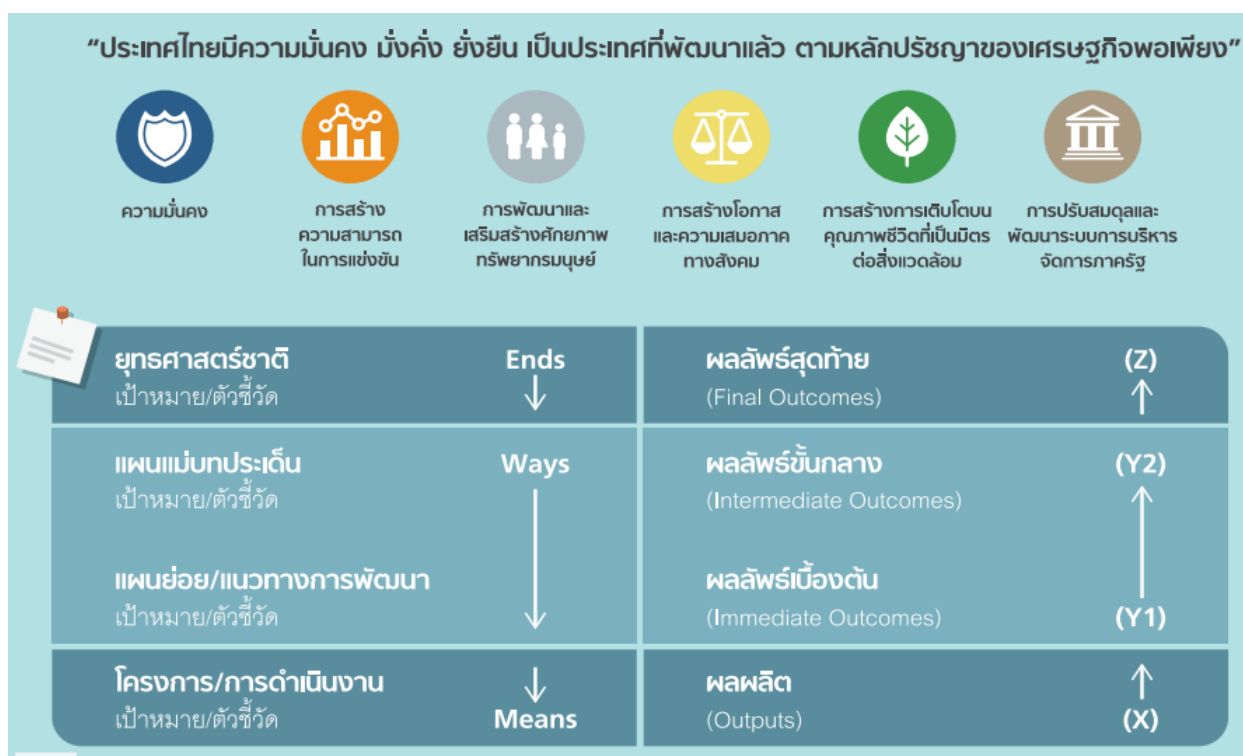 “ประเทศไทยมีความมั่นคง มั่งคั่ง ยั่งยืน เป็นประเทศที่พัฒนาแล้ว ตามหลักปรัชญาของเศรษฐกิจพอเพียง”
ความมั่นคง
การสร้าง
ความสามารถ
ในการแข่งขัน
การพัฒนาและ
เสริมสร้างศักยภาพ
ทรัพยากรมนุษย์
การสร้างโอกาส
และความเสมอภาค
ทางสังคม
การสร้างการเติบโตบน
คุณภาพชีวิตที่เป็นมิตร
ต่อสิ่งแวดล้อม
การปรับสมดุลและ
พัฒนาระบบการบริหาร
จัดการภาครัฐ
ยุทธศาสตร์ชาติ Ends
เป้าหมาย/ตัวชี้วัด
ผลลัพธ์สุดท้าย (Z)
(Final Outcomes)
แผนแม่บทประเด็น Ways
เป้าหมาย/ตัวชี้วัด
ผลลัพธ์ขั้นกลาง (Y2)
(Intermediate Outcomes)
แผนย่อย/แนวทางการพัฒนา
เป้าหมาย/ตัวชี้วัด
ผลลัพธ์เบื้องต้น
(Immediate Outcomes) (Y1)
โครงการ/การดำเนินงาน
เป้าหมาย/ตัวชี้วัด Means
ผลผลิต
(Outputs) (X)